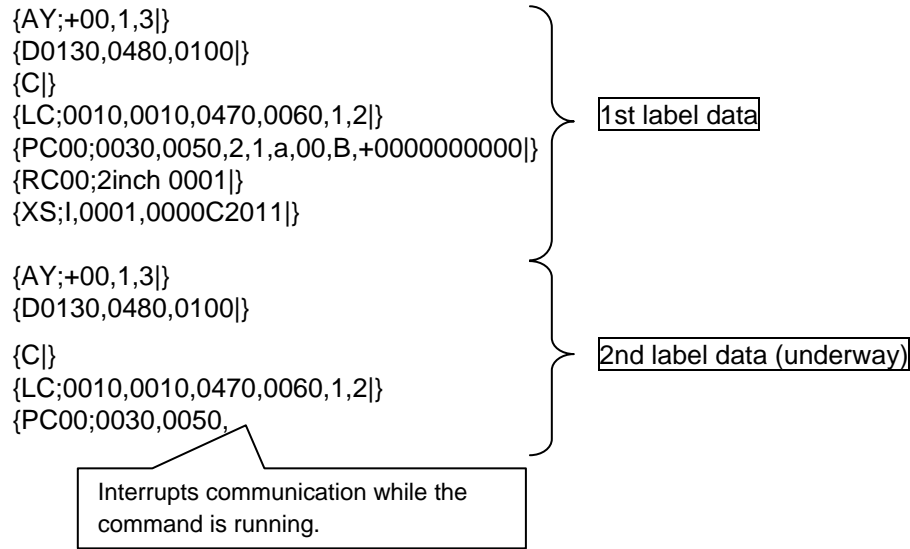 {AY;+00,1,3|}
{D0130,0480,0100|}
{C|}
{LC;0010,0010,0470,0060,1,2|}
{PC00;0030,0050,2,1,a,00,B,+0000000000|}
{RC00;2inch 0001|}
{XS;I,0001,0000C2011|}
1st label data
{AY;+00,1,3|}
{D0130,0480,0100|}
{C|}
{LC;0010,0010,0470,0060,1,2|}
{PC00;0030,0050,
2nd label data (underway)
Interrupts communication while the
command is running.